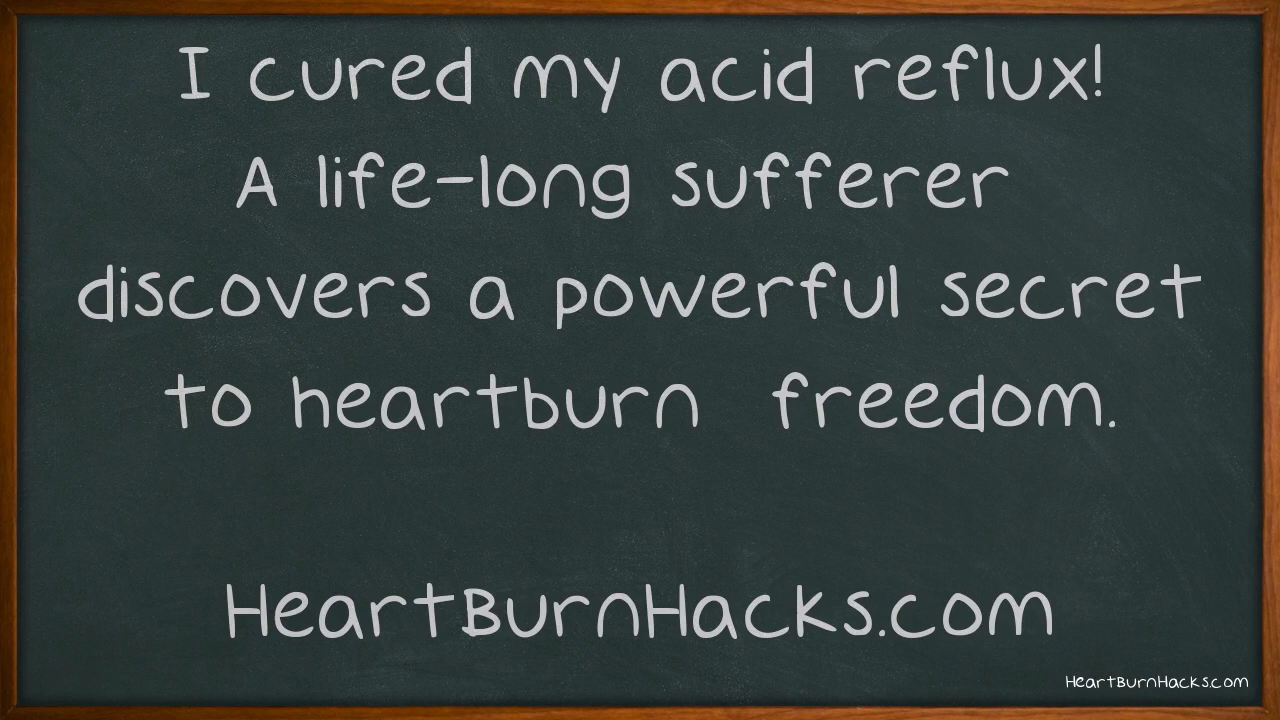 I cured my acid reflux!
A life-long sufferer
discovers a powerful secret
to heartburn  freedom.
HeartBurnHacks.com
HeartBurnHacks.com